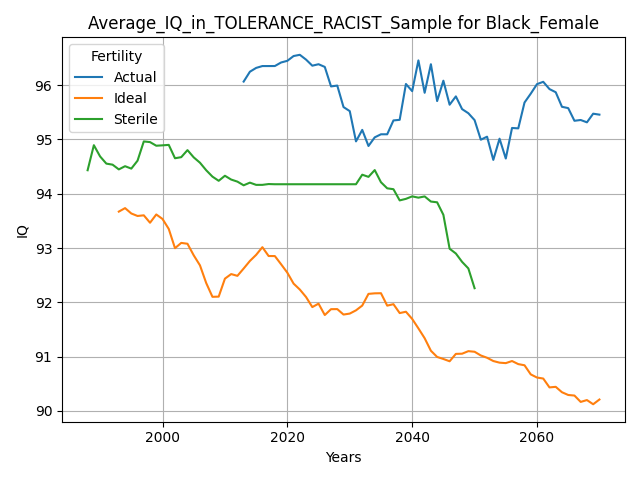 Average_IQ_in_TOLERANCE_RACIST_Sample for Black_Female
Fertility
Actual
Ideal
Sterile
IQ
96
95
94
93
92
91
90
2000 2020 2040 2060
Years